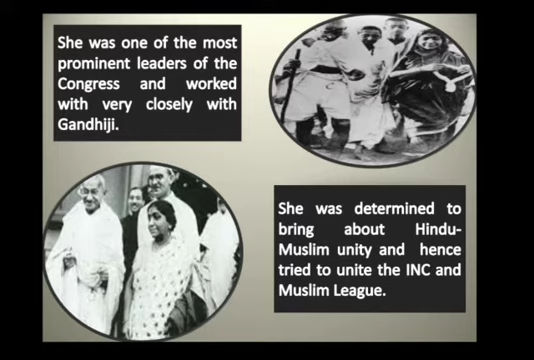 She was one of the most
prominent leaders of the
Congress and worked
with very closely with
Gandhiji.
She was determined to
bring about Hindu-
Muslim unity and hence
tried to unite the INC and
Muslim League.